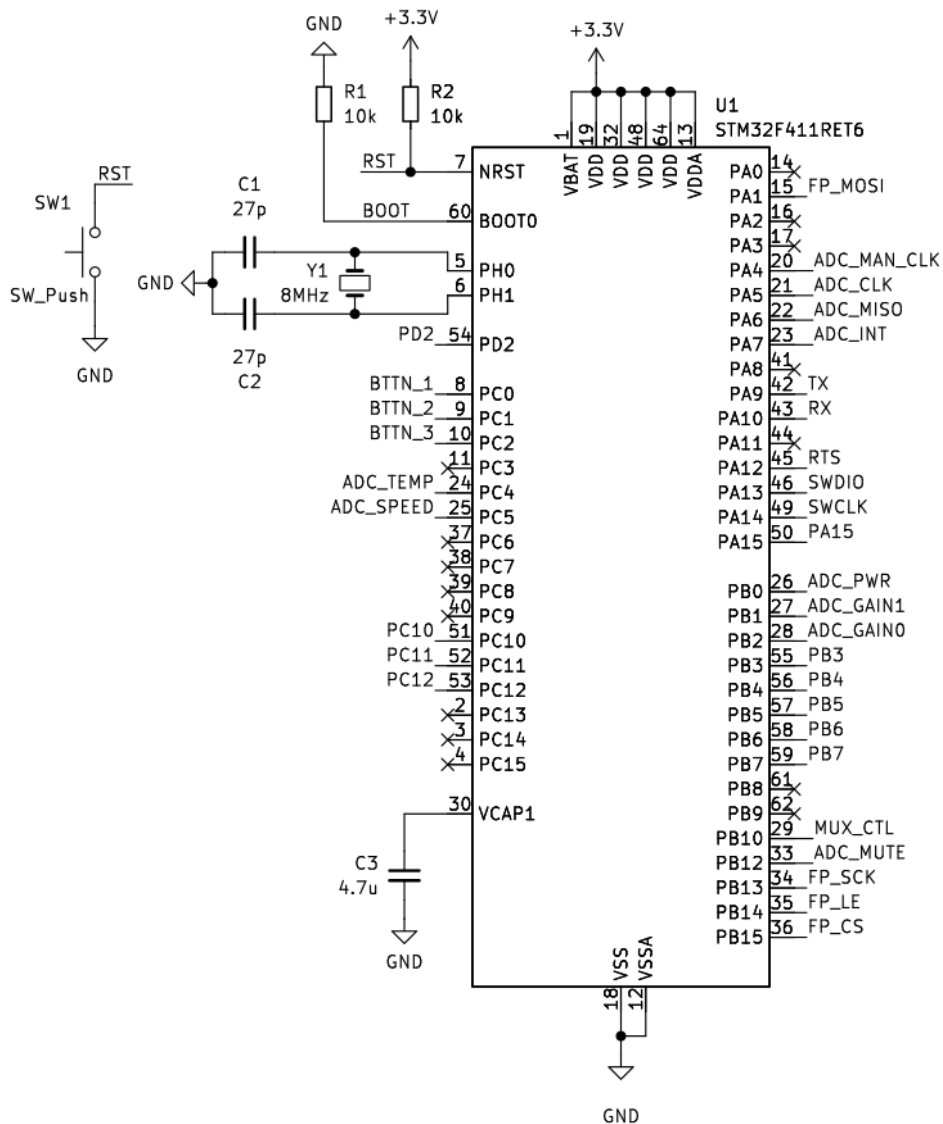 GND
+3.3V
+3.3V
R1
10k
R2
10k
U1
STM32F411RET6
1 19 32 48 64 13
VBAT VDD VDD VDD VDD VDDA
RST 7 NRST
BOOT 60 BOOT0
RST
SW1
SW_Push
GND
C1
27p
GND
Y1
8MHz
27p
C2
5 PH0
6 PH1
PD2 54 PD2
BTTN_1 8 PC0
BTTN_2 9 PC1
BTTN_3 10 PC2
11 PC3
ADC_TEMP 24 PC4
ADC_SPEED 25 PC5
37 PC6
38 PC7
39 PC8
40 PC9
PC10 51 PC10
PC11 52 PC11
PC12 53 PC12
2 PC13
3 PC14
4 PC15
30 VCAP1
C3
4.7u
GND
PA0 14
PA1 15 FP_MOSI
PA2 16
PA3 17
PA4 20 ADC_MAN_CLK
PA5 21 ADC_CLK
PA6 22 ADC_MISO
PA7 23 ADC_INT
PA8 41
PA9 42 TX
PA10 43 RX
PA11 44
PA12 45 RTS
PA13 46 SWDIO
PA14 49 SWCLK
PA15 50 PA15
PB0 26 ADC_PWR
PB1 27 ADC_GAIN1
PB2 28 ADC_GAIN0
PB3 55 PB3
PB4 56 PB4
PB5 57 PB5
PB6 58 PB6
PB7 59 PB7
PB8 61
PB9 62
PB10 29 MUX_CTL
PB12 33 ADC_MUTE
PB13 34 FP_SCK
PB14 35 FP_LE
PB15 36 FP_CS
VSS VSSA
18 12
GND